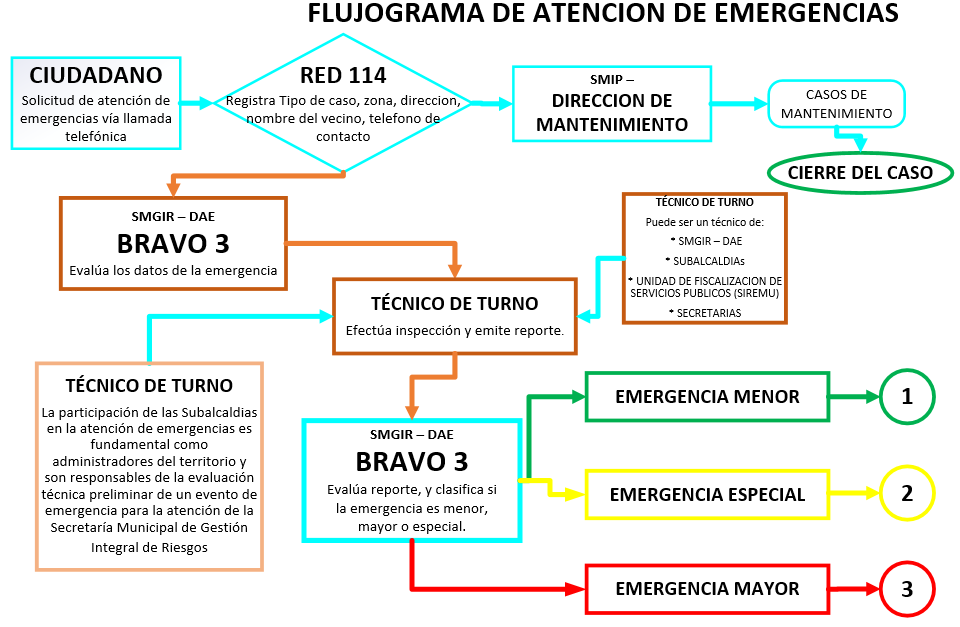 FLUJOGRAMA DE ATENCION DE EMERGENCIAS
CIUDADANO
Solicitud de atención de
emergencias vía llamada
telefónica
RED 114
Registra Tipo de caso, zona, direccion,
nombre del vecino, telefono de
contacto
SMIP –
DIRECCION DE
MANTENIMIENTO
CASOS DE
MANTENIMIENTO
CIERRE DEL CASO
SMGIR – DAE
BRAVO 3
Evalúa los datos de la emergencia
TÉCNICO DE TURNO
Puede ser un técnico de:
* SMGIR – DAE
* SUBALCALDIAs
* UNIDAD DE FISCALIZACION DE
SERVICIOS PUBLICOS (SIREMU)
* SECRETARIAS
TÉCNICO DE TURNO
Efectúa inspección y emite reporte.
TÉCNICO DE TURNO
La participación de las Subalcaldias
en la atención de emergencias es
fundamental como
administradores del territorio y
son responsables de la evaluación
técnica preliminar de un evento de
emergencia para la atención de la
Secretaría Municipal de Gestión
Integral de Riesgos
SMGIR – DAE
BRAVO 3
Evalúa reporte, y clasifica si
la emergencia es menor,
mayor o especial.
EMERGENCIA MENOR
1
EMERGENCIA ESPECIAL
2
EMERGENCIA MAYOR
3